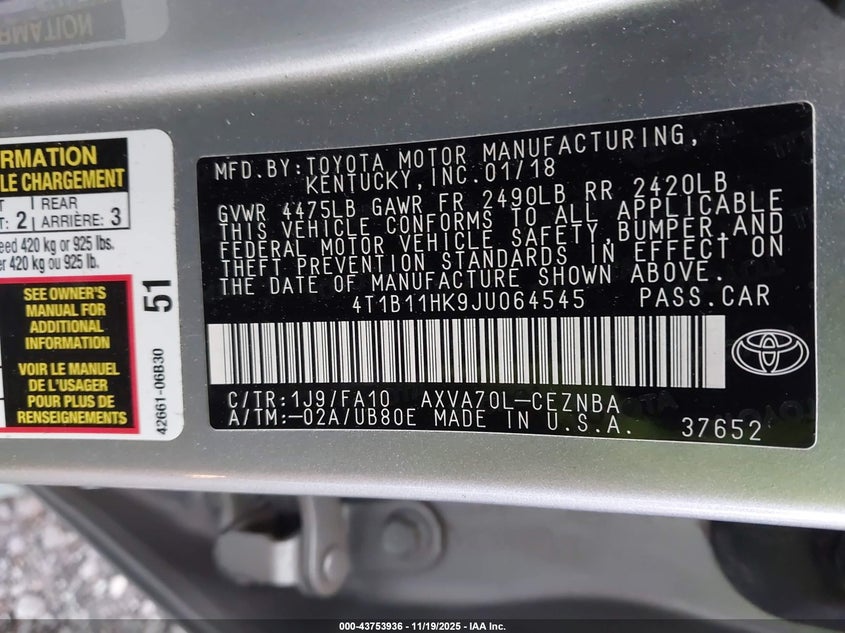 RMATION
LE CHARGEMENT
REAR
T: 2 ARRIÈRE: 3
eed 420 kg or 925 lbs.
er 420 kg ou 925 lb.
SEE OWNER'S
MANUAL FOR
ADDITIONAL
INFORMATION
VOIR LE MANUEL
DE L'USAGER
POUR PLUS DE
RENSEIGNEMENTS
51
42661-06B30
MFD.BY:TOYOTA MOTOR MANUFACTURING,
KENTUCKY,INC.01/18
GVWR 4475LB GAWR FR 2490LB RR 2420LB
THIS VEHICLE CONFORMS TO ALL APPLICABLE
FEDERAL MOTOR VEHICLE SAFETY,BUMPER,AND
THEFT PREVENTION STANDARDS IN EFFECT ON
THE DATE OF MANUFACTURE SHOWN ABOVE.
4T1B11HK9JU064545 PASS.CAR
C/TR:1J9/FA10 AXVA70L-CEZNBA
A/TM:-02A/UB80E MADE IN U.S.A. 37652
000-43753936 - 11/19/2025 - IAA Inc.